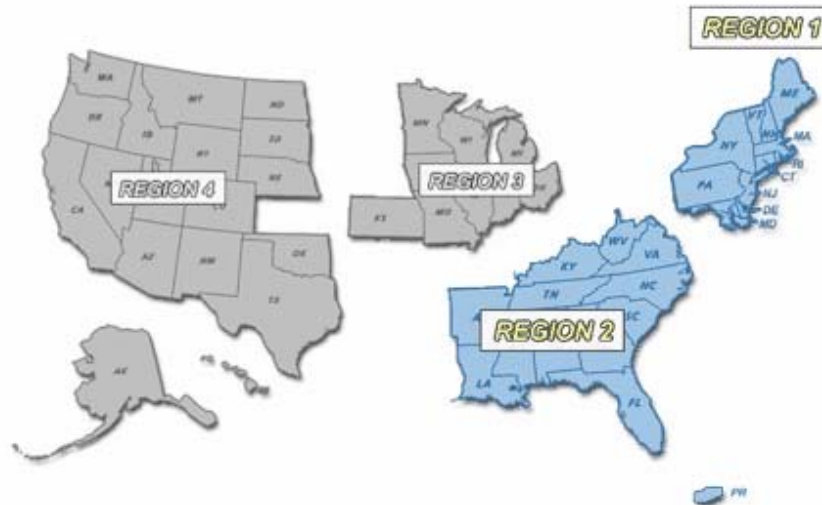 REGION 1
ME
VT
NH
MA
NY
RI
CT
PA
NJ
DE
MD
WA
MT
ND
OR
ID
SD
WY
NE
REGION 4
CO
CA
AZ
NM
OK
TX
AK
MN
WI
MI
REGION 3
KS
MO
WV
VA
KY
NC
TN
SC
REGION 2
LA
FL
PR